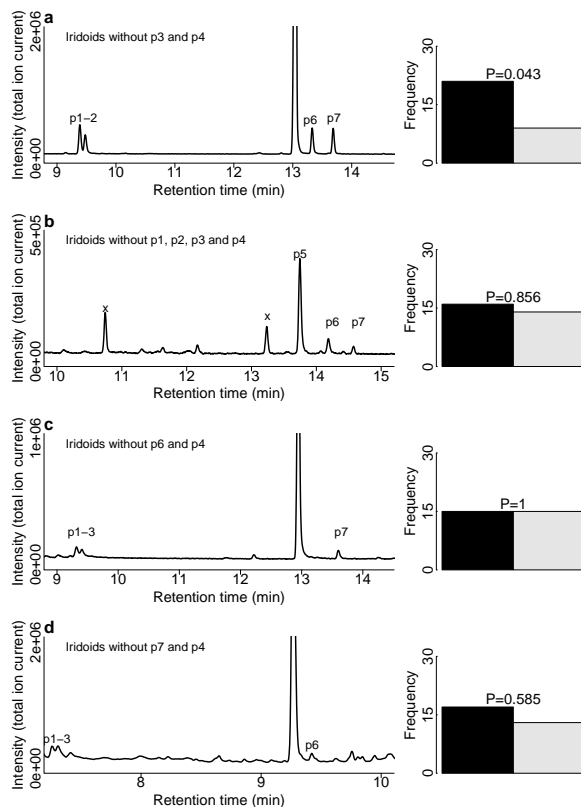 a
Iridoids without p3 and p4
p1−2
p6
p7
Intensity (total ion current)
0e+00
2e+06
9
10
11
12
13
14
Retention time (min)
Frequency
0
15
30
P=0.043
b
Iridoids without p1, p2, p3 and p4
x
x
p5
p6
p7
Intensity (total ion current)
0e+00
5e+05
10
11
12
13
14
15
Retention time (min)
Frequency
0
15
30
P=0.856
c
Iridoids without p6 and p4
p1−3
p7
Intensity (total ion current)
0e+00
1e+06
9
10
11
12
13
14
Retention time (min)
Frequency
0
15
30
P=1
d
Iridoids without p7 and p4
p1−3
p6
Intensity (total ion current)
0e+00
2e+06
8
9
10
Retention time (min)
Frequency
0
15
30
P=0.585